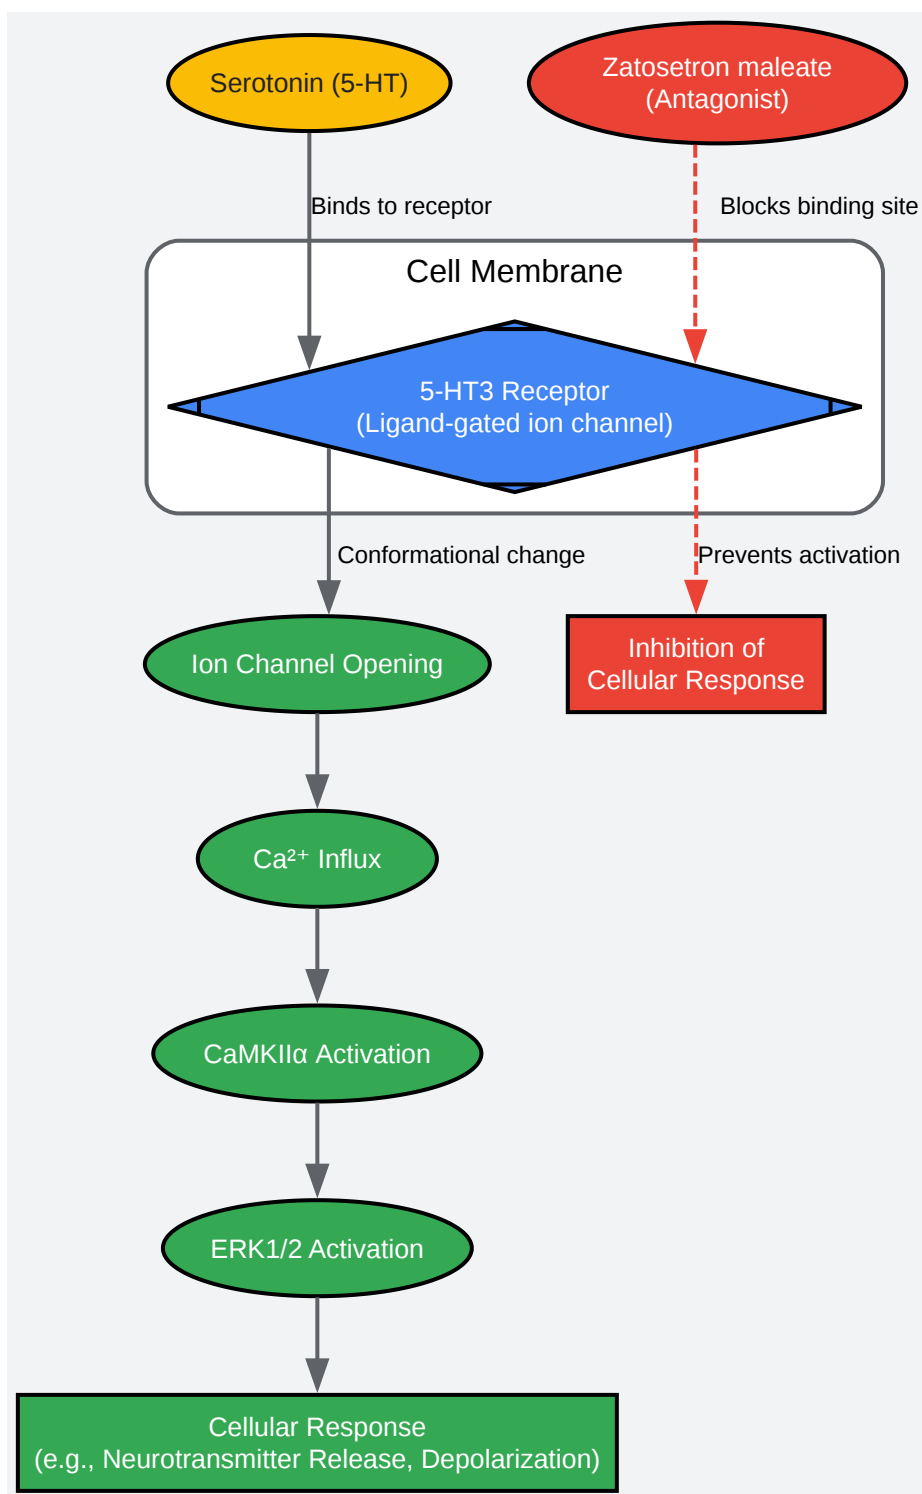 Serotonin (5-HT)
Zatosetron maleate
(Antagonist)
Binds to receptor
Blocks binding site
Cell Membrane
5-HT3 Receptor
(Ligand-gated ion channel)
Conformational change
Prevents activation
Ion Channel Opening
Inhibition of
Cellular Response
Ca²⁺ Influx
CaMKIIα Activation
ERK1/2 Activation
Cellular Response
(e.g., Neurotransmitter Release, Depolarization)